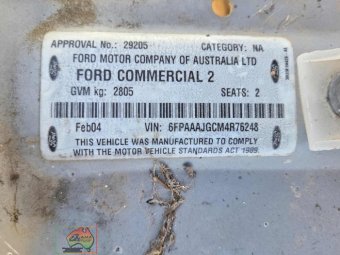 APPROVAL No.: 29205 CATEGORY: NA
FORD MOTOR COMPANY OF AUSTRALIA LTD
FORD COMMERCIAL 2
GVM kg: 2805 SEATS: 2
Feb04 VIN: 6FPAAAJGCM4R76248
THIS VEHICLE WAS MANUFACTURED TO COMPLY
WITH THE MOTOR VEHICLE STANDARDS ACT 1989.